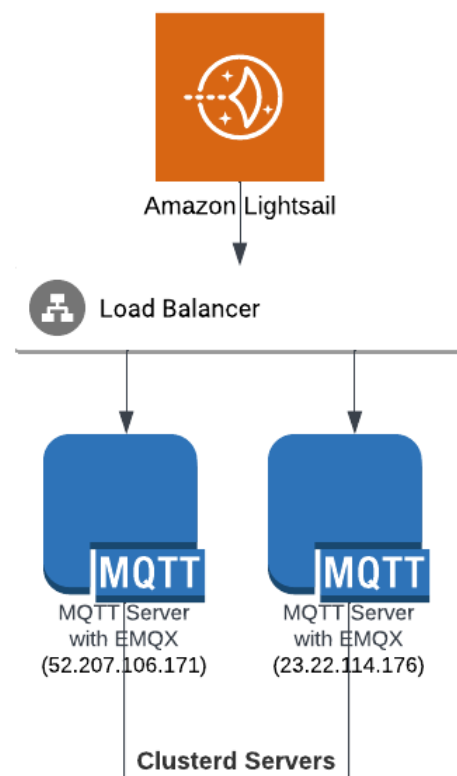 Amazon Lightsail
Load Balancer
MQTT
MQTT
MQTT Server
with EMQX
(52.207.106.171)
MQTT Server
with EMQX
(23.22.114.176)
Clusterd Servers